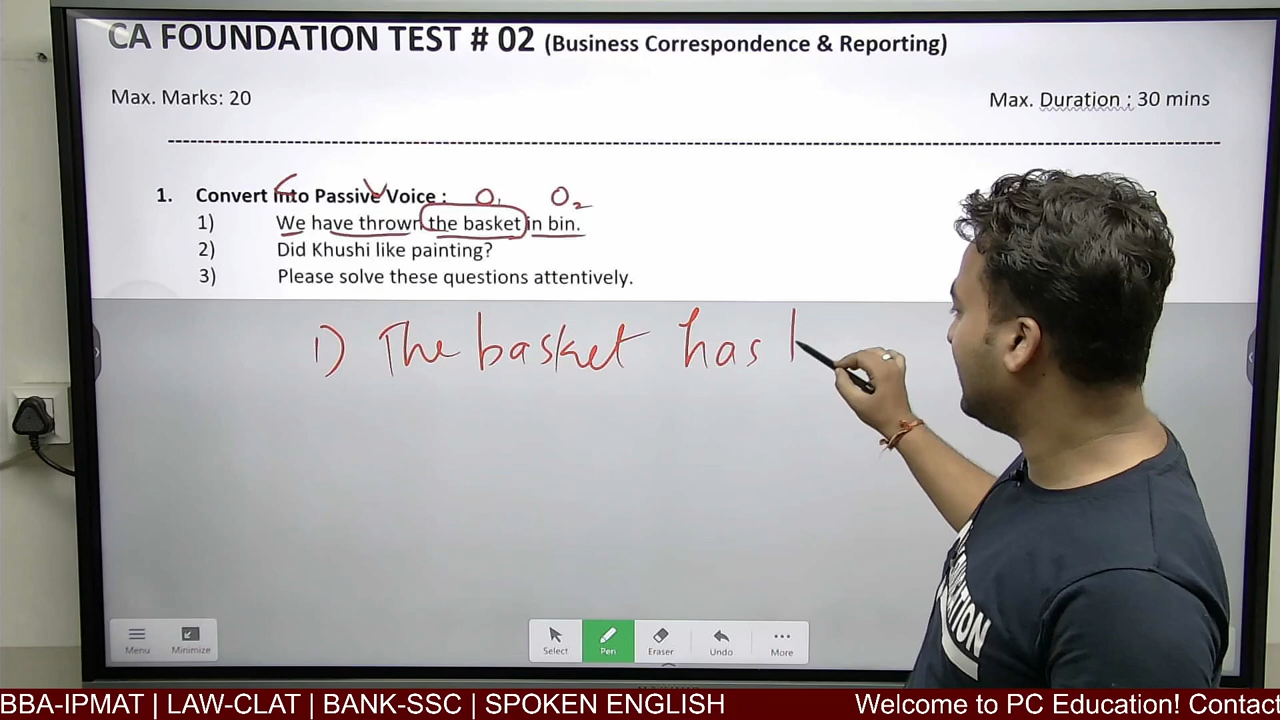 CA FOUNDATION TEST # 02 (Business Correspondence & Reporting)
Max. Marks: 20 Max. Duration : 30 mins
1. Convert into Passive Voice :
O1 O2
1) We have thrown the basket in bin.
2) Did Khushi like painting?
3) Please solve these questions attentively.
1) The basket has
Menu Minimize Select Pen Eraser Undo More
BBA-IPMAT | LAW-CLAT | BANK-SSC | SPOKEN ENGLISH Welcome to PC Education! Contact